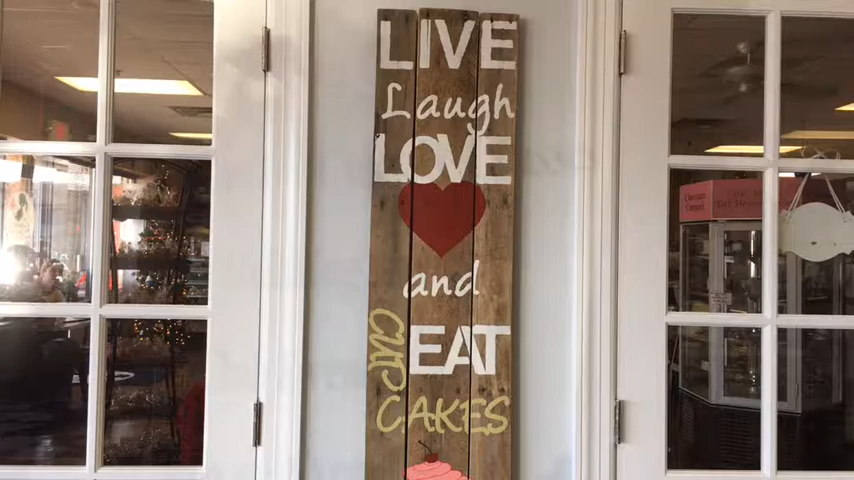 LIVE
Laugh
LOVE
and
EAT
CUP
CAKES